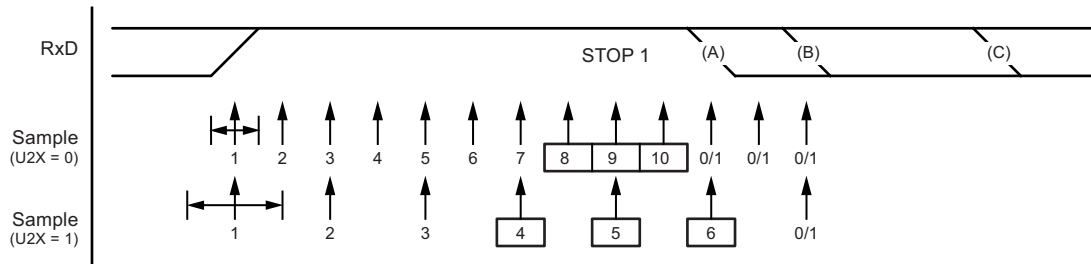 RxD STOP 1 (A) (B) (C)
Sample
(U2X = 0)
1 2 3 4 5 6 7 8 9 10 0/1 0/1 0/1
Sample
(U2X = 1)
1 2 3 4 5 6 0/1